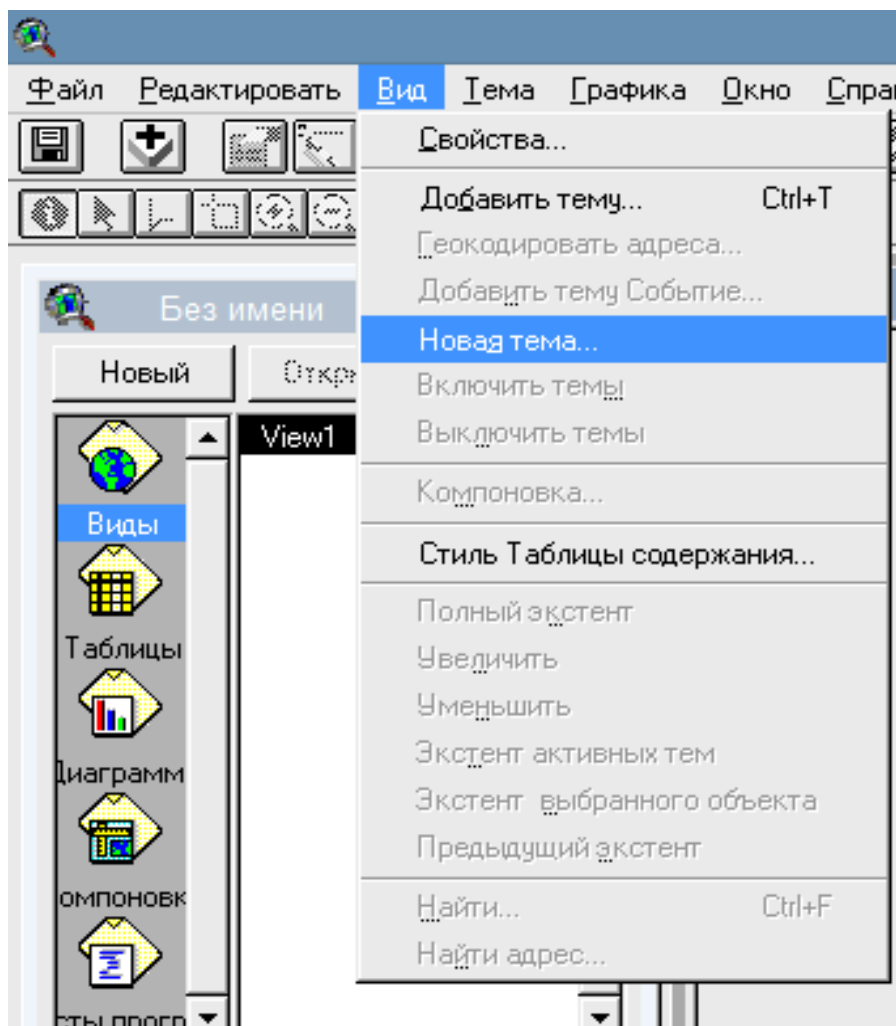 Файл Редактировать Вид Тема Графика Окно
Свойства...
Добавить тему... Ctrl+T
Геокодировать адреса...
Добавить тему Событие...
Новая тема...
Включить темы
Выключить темы
Компоновка...
Стиль Таблицы содержания...
Полный экстент
Увеличить
Уменьшить
Экстент активных тем
Экстент выбранного объекта
Предыдущий экстент
Найти... Ctrl+F
Найти адрес...
Без имени
Новый
View1
Виды
Таблицы